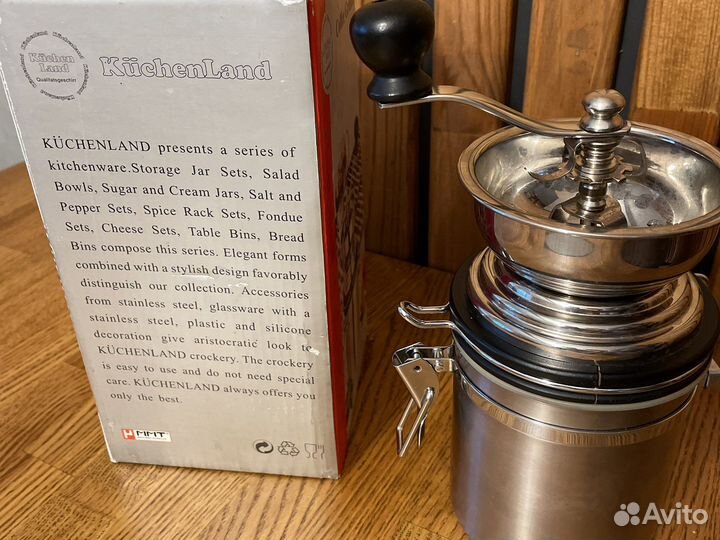 Küchen
Land
Qualitätsgeschirr
KüchenLand
KÜCHENLAND presents a series of
kitchenware.Storage Jar Sets, Salad
Bowls, Sugar and Cream Jars, Salt and
Pepper Sets, Spice Rack Sets, Fondue
Sets, Cheese Sets, Table Bins, Bread
Bins compose this series. Elegant forms
combined with a stylish design favorably
distinguish our collection. Accessories
from stainless steel, glassware with a
stainless steel, plastic and silicone
decoration give aristocratic look to
KÜCHENLAND crockery. The crockery
is easy to use and do not need special
care. KÜCHENLAND always offers you
only the best.
MMT
Avito